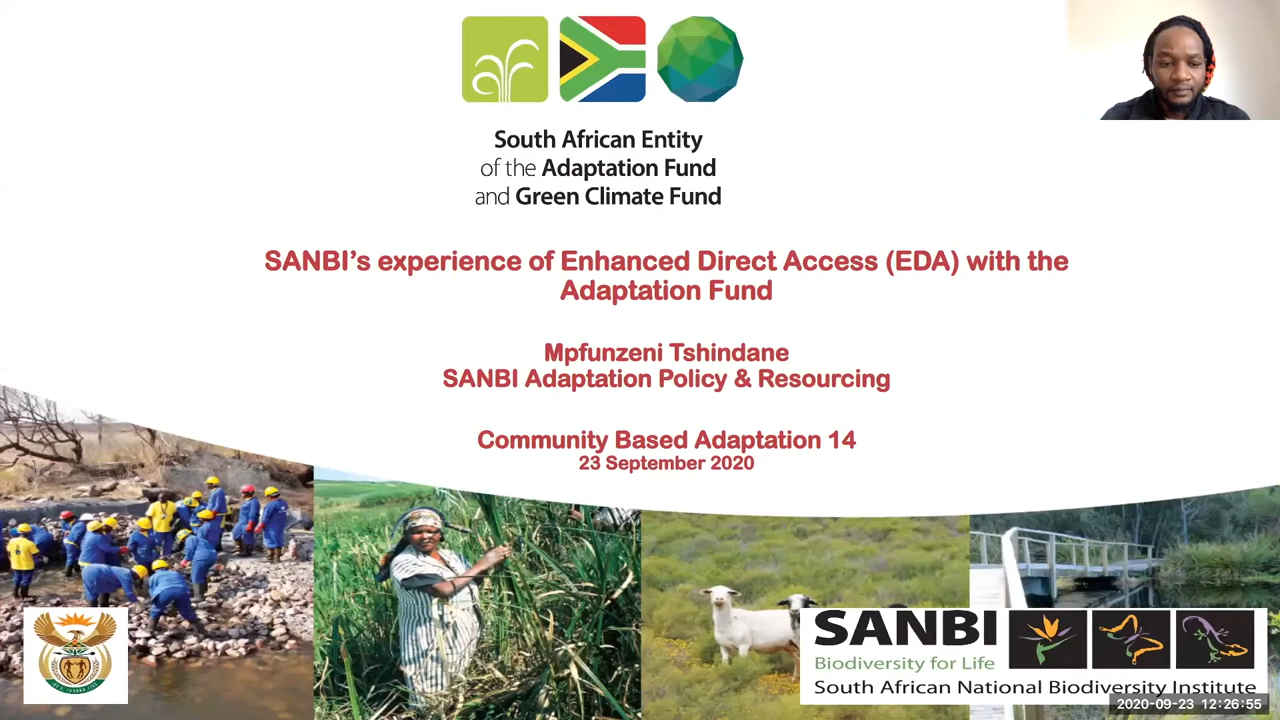 South African Entity
of the Adaptation Fund
and Green Climate Fund
SANBI's experience of Enhanced Direct Access (EDA) with the
Adaptation Fund
Mpfunzeni Tshindane
SANBI Adaptation Policy & Resourcing
Community Based Adaptation 14
23 September 2020
SANBI
Biodiversity for Life
South African National Biodiversity Institute
2020-09-23 12:26:55